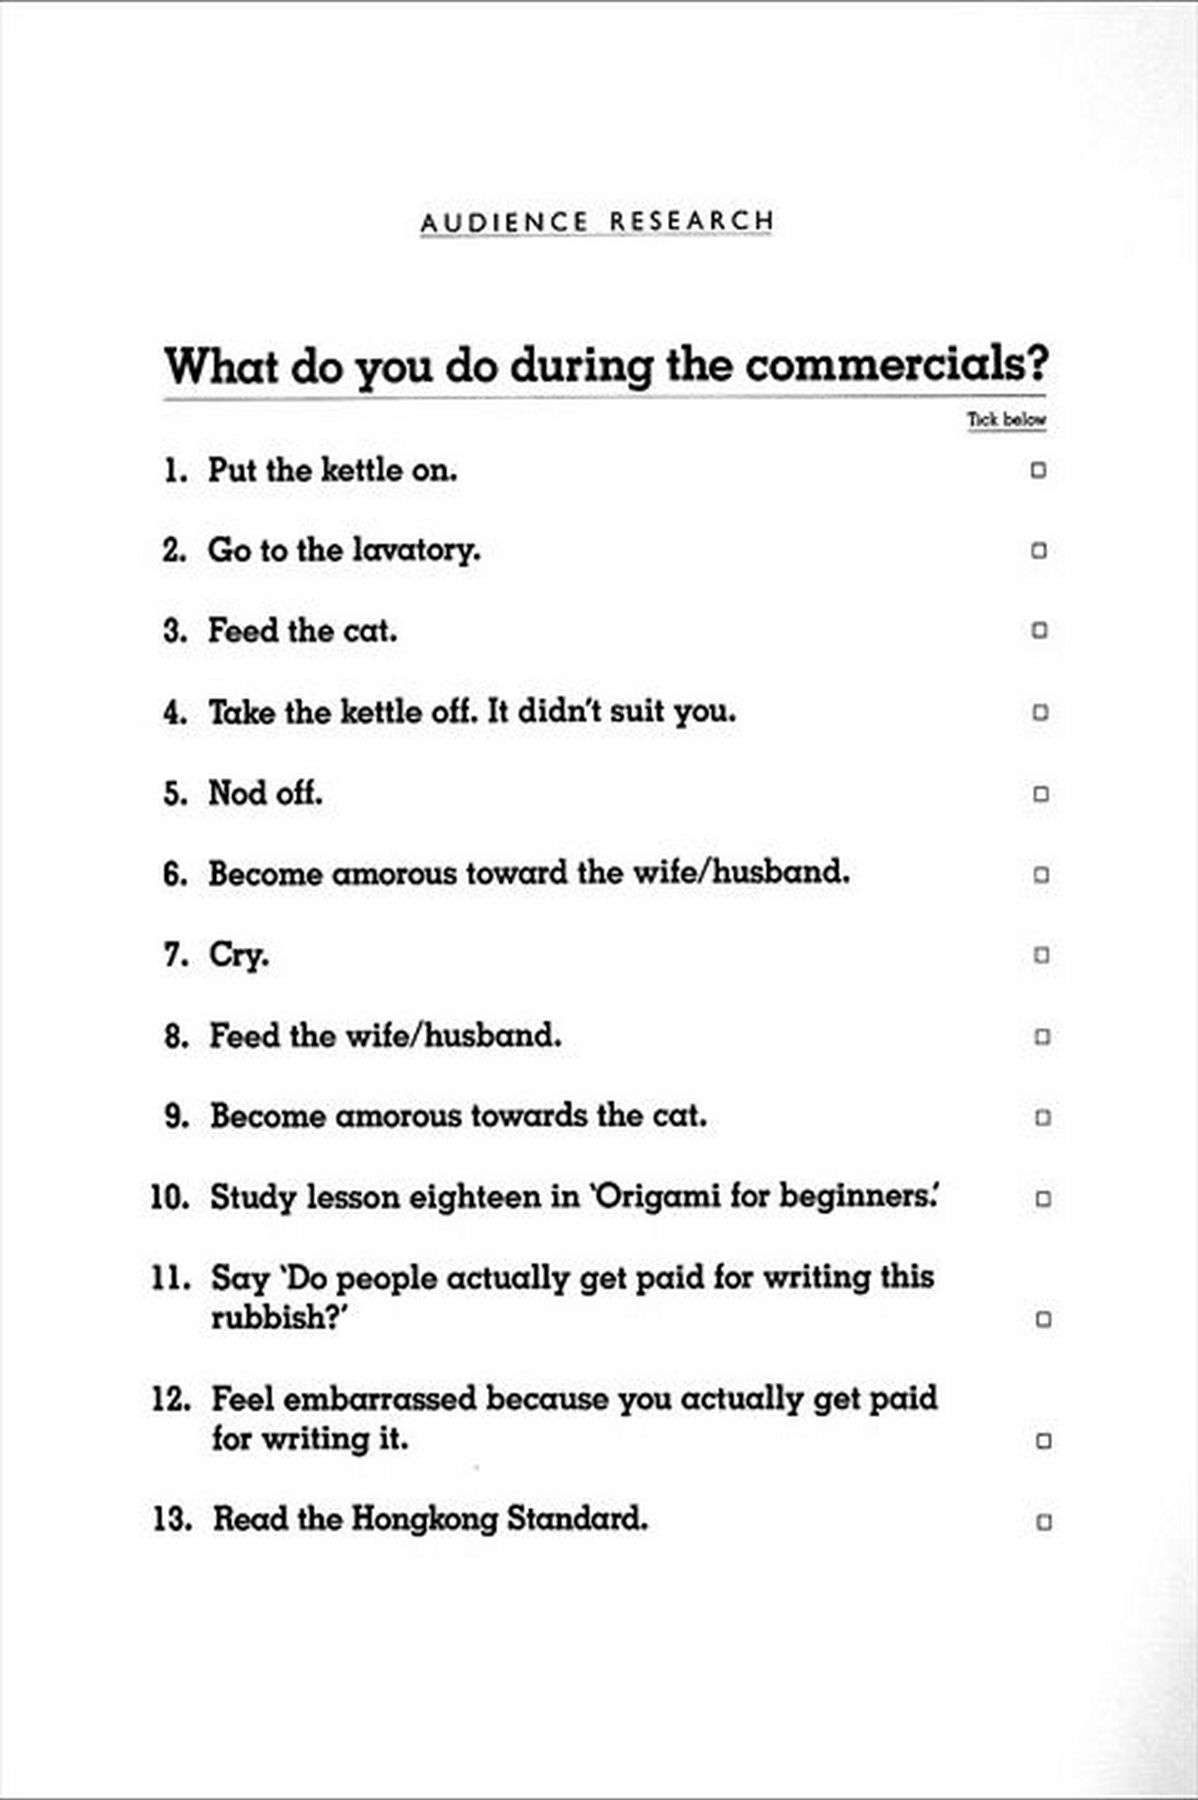 AUDIENCE RESEARCH
What do you do during the commercials?
Tick below
1. Put the kettle on.
2. Go to the lavatory.
3. Feed the cat.
4. Take the kettle off. It didn't suit you.
5. Nod off.
6. Become amorous toward the wife/husband.
7. Cry.
8. Feed the wife/husband.
9. Become amorous towards the cat.
10. Study lesson eighteen in ‘Origami for beginners.’
11. Say ‘Do people actually get paid for writing this
rubbish?’
12. Feel embarrassed because you actually get paid
for writing it.
13. Read the Hongkong Standard.